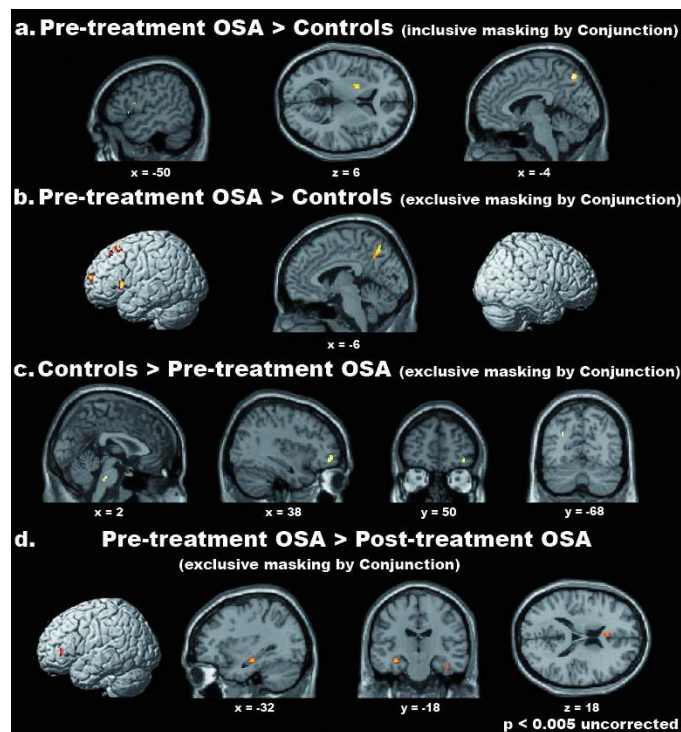 a. Pre-treatment OSA > Controls (inclusive masking by Conjunction)
x = -50 z = 6 x = -4
b. Pre-treatment OSA > Controls (exclusive masking by Conjunction)
x = -6
c. Controls > Pre-treatment OSA (exclusive masking by Conjunction)
x = 2 x = 38 y = 50 y = -68
d. Pre-treatment OSA > Post-treatment OSA
(exclusive masking by Conjunction)
x = -32 y = -18 z = 18
p < 0.005 uncorrected